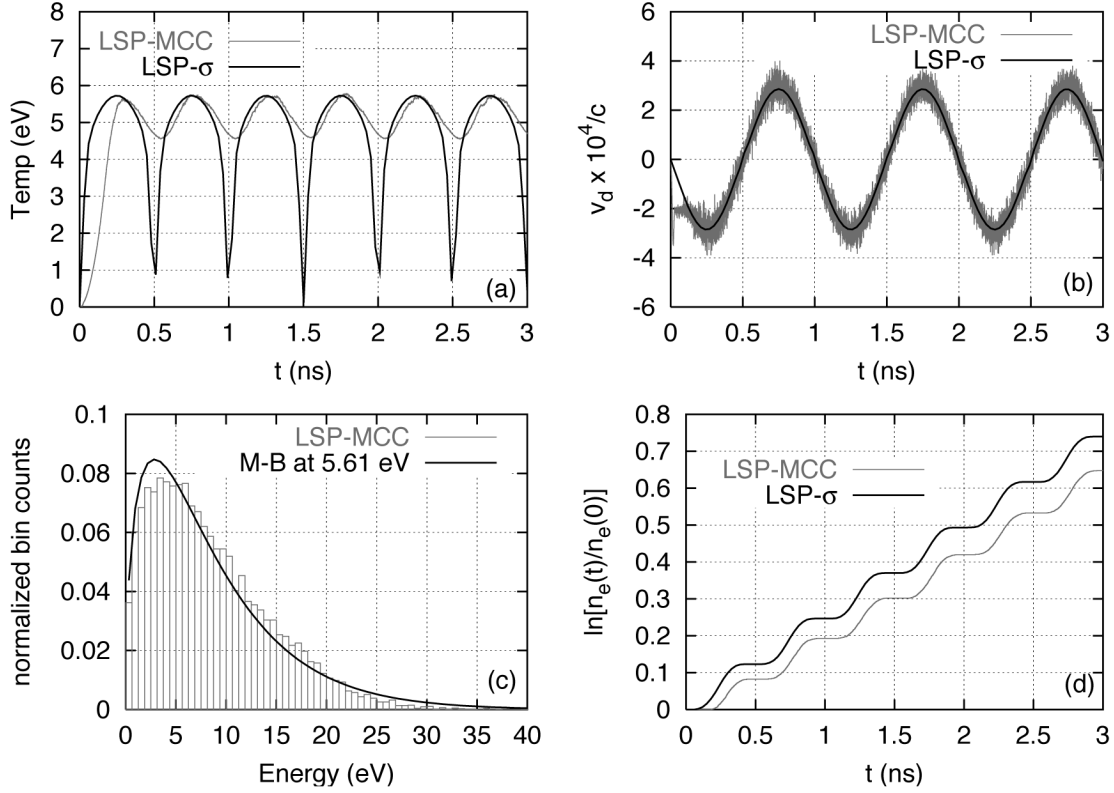 8
7
6
5
4
3
2
1
0
Temp (eV)
LSP-MCC
LSP-σ
(a)
0 0.5 1 1.5 2 2.5 3
t (ns)
6
4
2
0
-2
-4
-6
v_d x 10^4/c
LSP-MCC
LSP-σ
(b)
0 0.5 1 1.5 2 2.5 3
t (ns)
0.1
0.08
0.06
0.04
0.02
0
normalized bin counts
LSP-MCC
M-B at 5.61 eV
(c)
0 5 10 15 20 25 30 35 40
Energy (eV)
0.8
0.7
0.6
0.5
0.4
0.3
0.2
0.1
0
ln[n_e(t)/n_e(0)]
LSP-MCC
LSP-σ
(d)
0 0.5 1 1.5 2 2.5 3
t (ns)